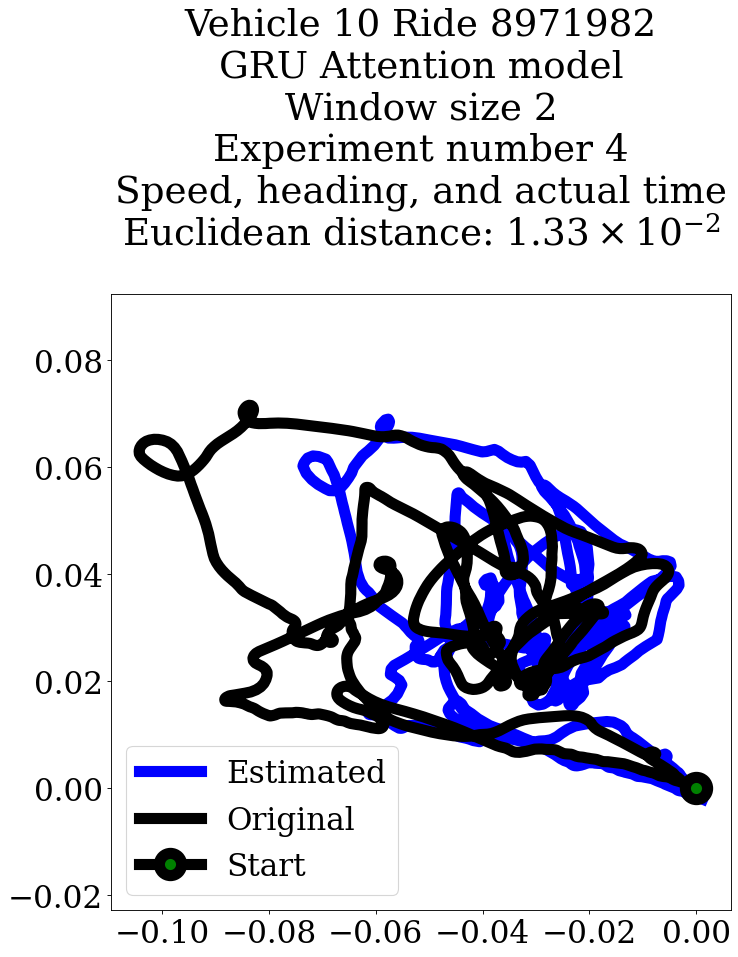 Vehicle 10 Ride 8971982
GRU Attention model
Window size 2
Experiment number 4
Speed, heading, and actual time
Euclidean distance: 1.33 × 10⁻²
0.08
0.06
0.04
0.02
0.00
−0.02
Estimated
Original
Start
−0.10 −0.08 −0.06 −0.04 −0.02 0.00